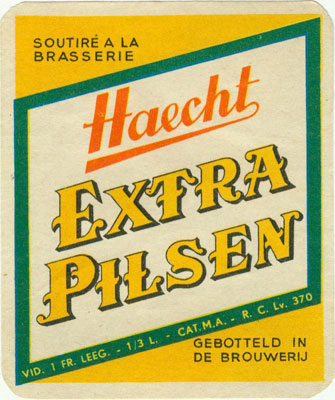 SOUTIRÉ A LA
BRASSERIE
Haecht
EXTRA
PILSEN
VID. 1 FR. LEEG. - 1/3 L. - CAT.M.A. - R. C. Lv. 370
GEBOTTELD IN
DE BROUWERIJ